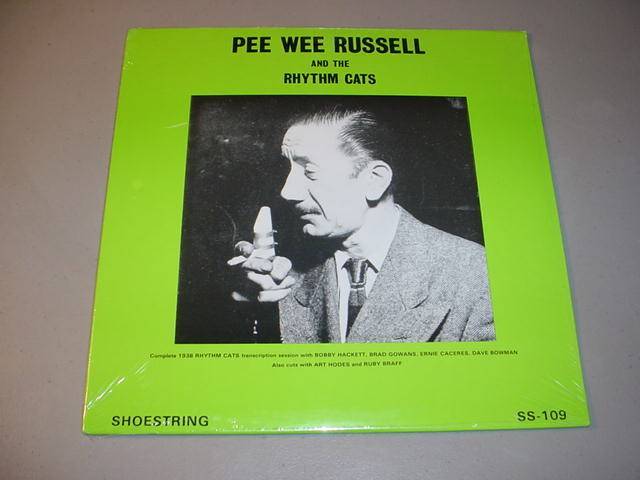 PEE WEE RUSSELL
AND THE
RHYTHM CATS
Complete 1938 RHYTHM CATS transcription session with BOBBY HACKETT, BRAD GOWANS, ERNIE CACERES, DAVE BOWMAN
Also cuts with ART HODES and RUBY BRAFF
SHOESTRING
SS-109